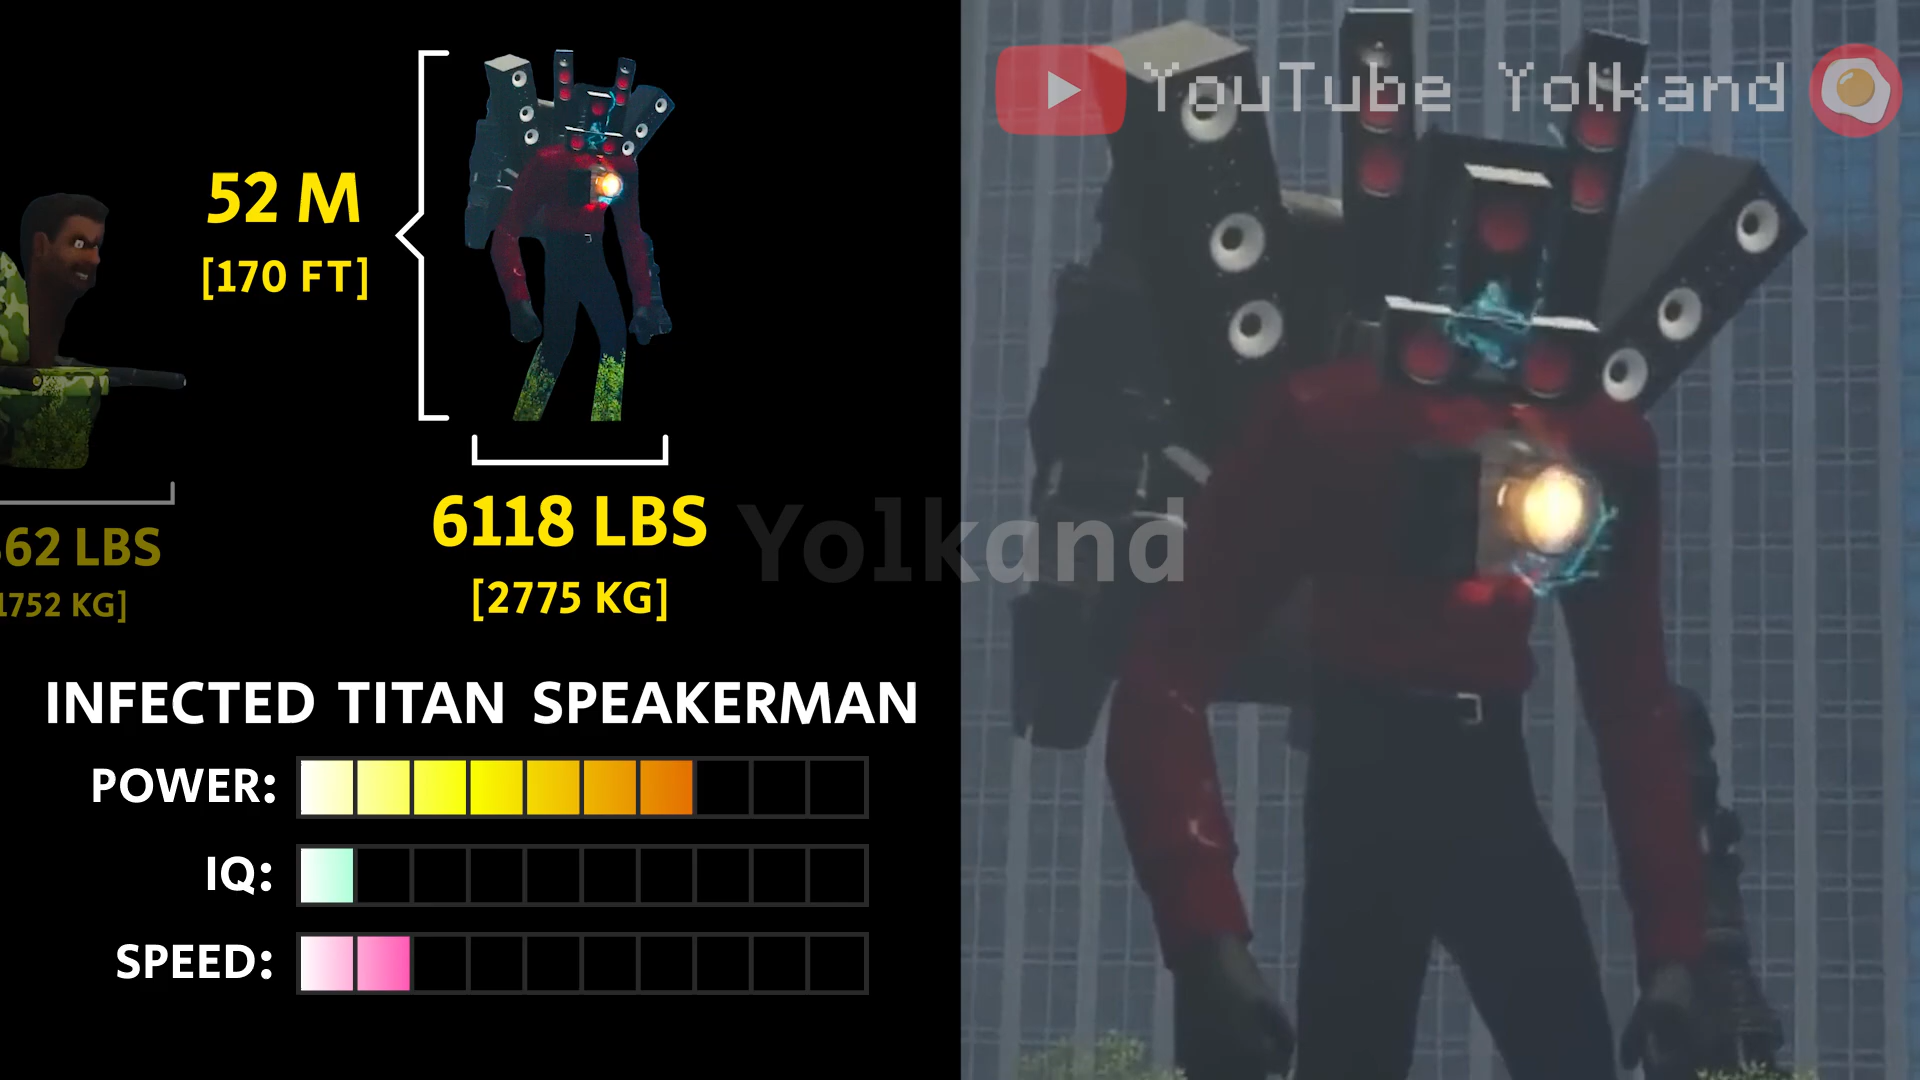 YouTube Yolkand
52 M
[170 FT]
62 LBS
1752 KG]
6118 LBS
[2775 KG]
Yolkand
INFECTED TITAN SPEAKERMAN
POWER:
IQ:
SPEED: